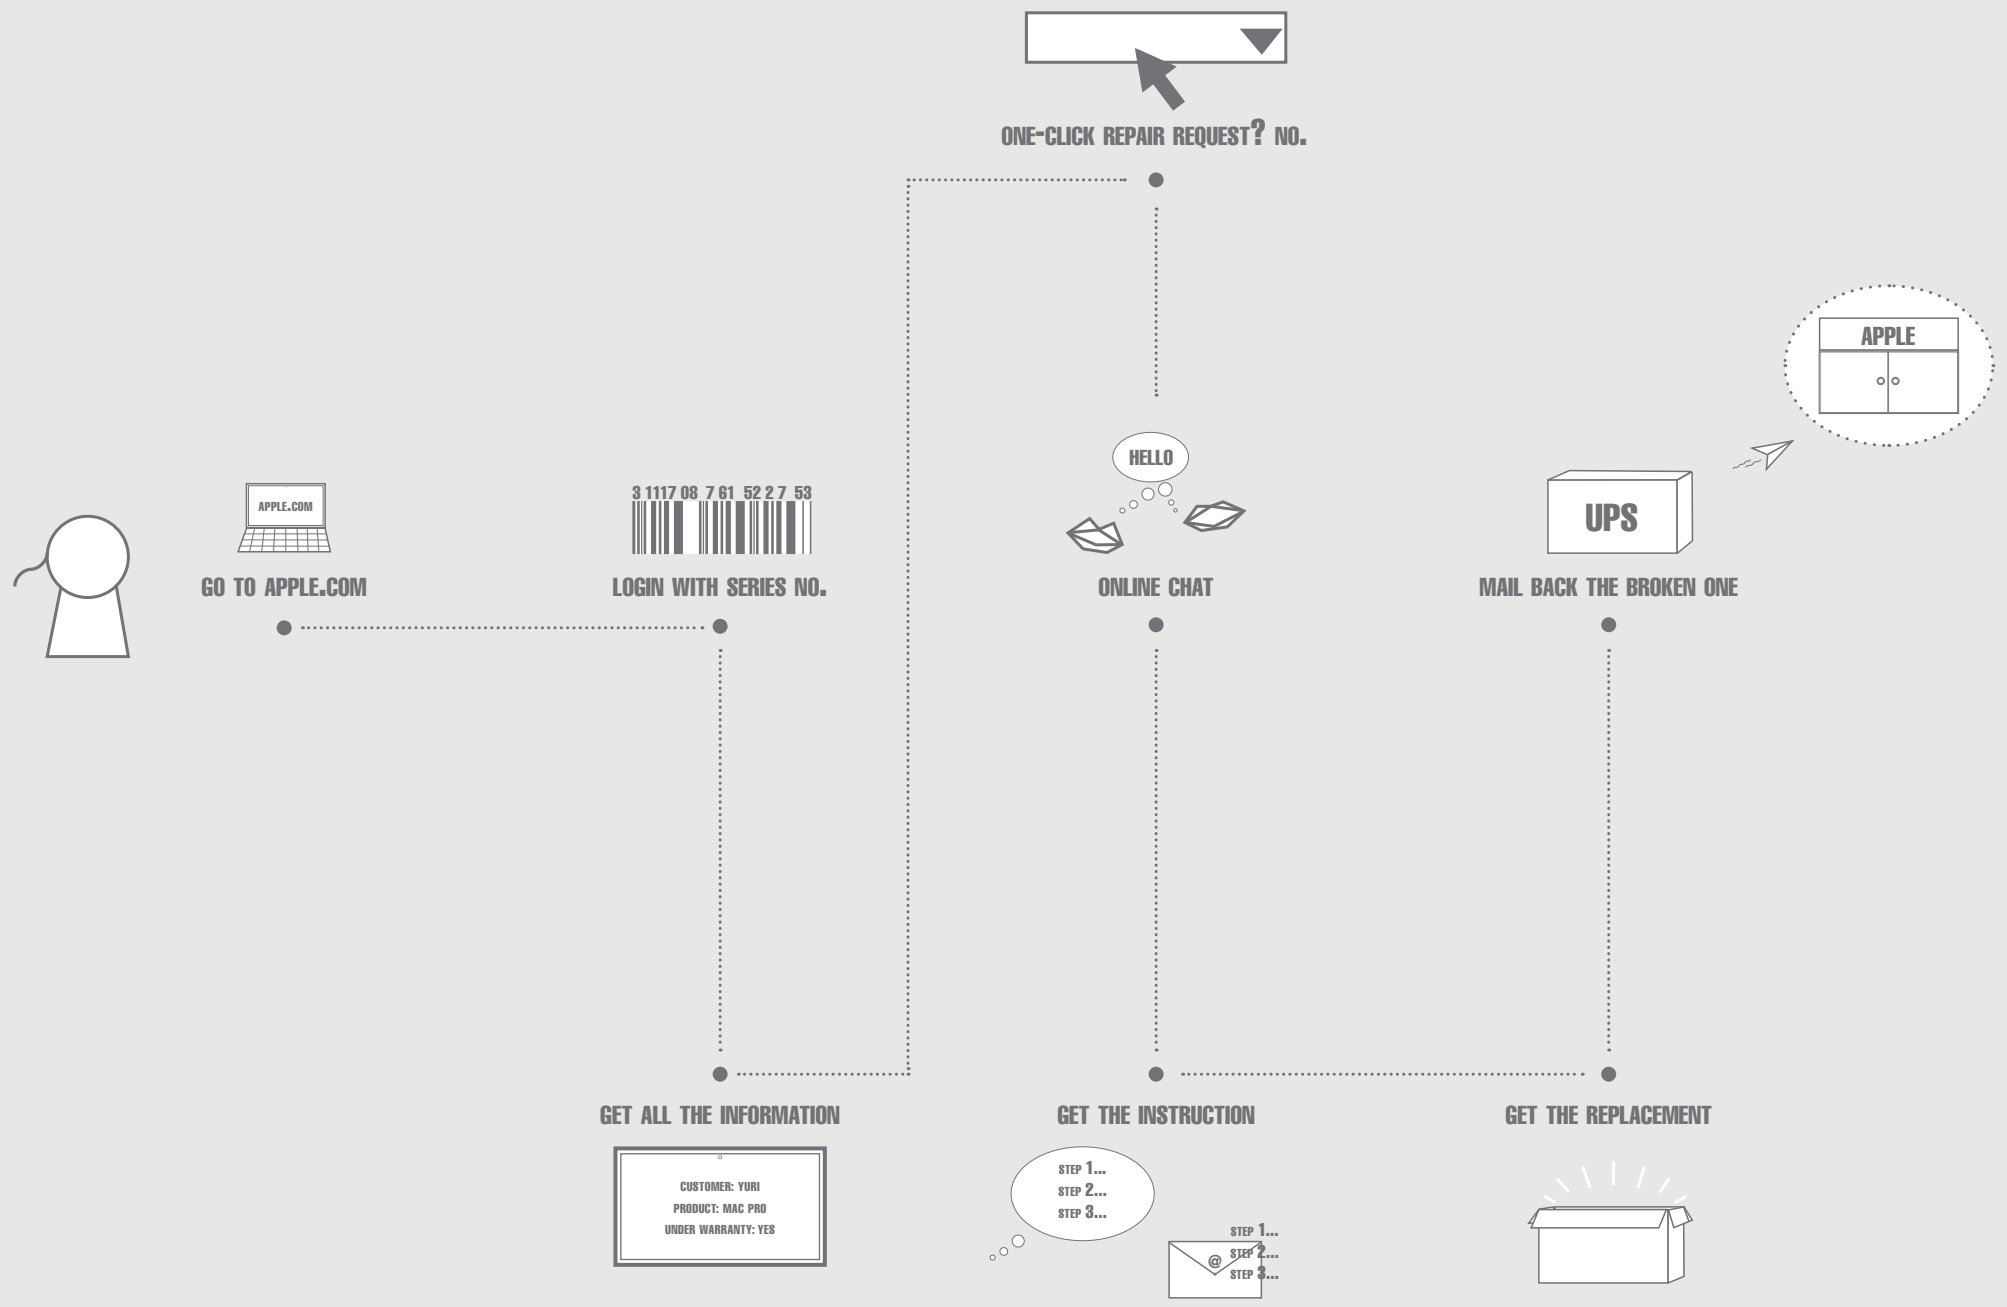 ONE-CLICK REPAIR REQUEST? NO.
APPLE
HELLO
APPLE.COM
3 1117 08 7 61 52 2 7 53
UPS
GO TO APPLE.COM
LOGIN WITH SERIES NO.
ONLINE CHAT
MAIL BACK THE BROKEN ONE
GET ALL THE INFORMATION
GET THE INSTRUCTION
GET THE REPLACEMENT
CUSTOMER: YURI
PRODUCT: MAC PRO
UNDER WARRANTY: YES
STEP 1...
STEP 2...
STEP 3...
@
STEP 1...
STEP 2...
STEP 3...